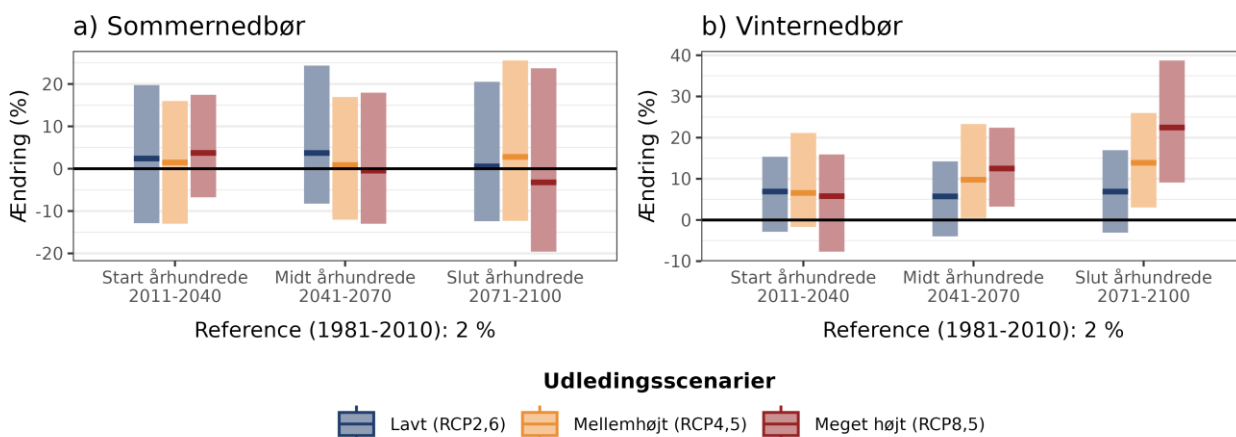 a) Sommernedbør
Ændring (%)
20
10
0
-10
-20
Start århundrede
2011-2040
Midt århundrede
2041-2070
Slut århundrede
2071-2100
Reference (1981-2010): 2 %
b) Vinternedbør
Ændring (%)
40
30
20
10
0
-10
Start århundrede
2011-2040
Midt århundrede
2041-2070
Slut århundrede
2071-2100
Reference (1981-2010): 2 %
Udledingsscenarier
Lavt (RCP2,6)
Mellemhøjt (RCP4,5)
Meget højt (RCP8,5)